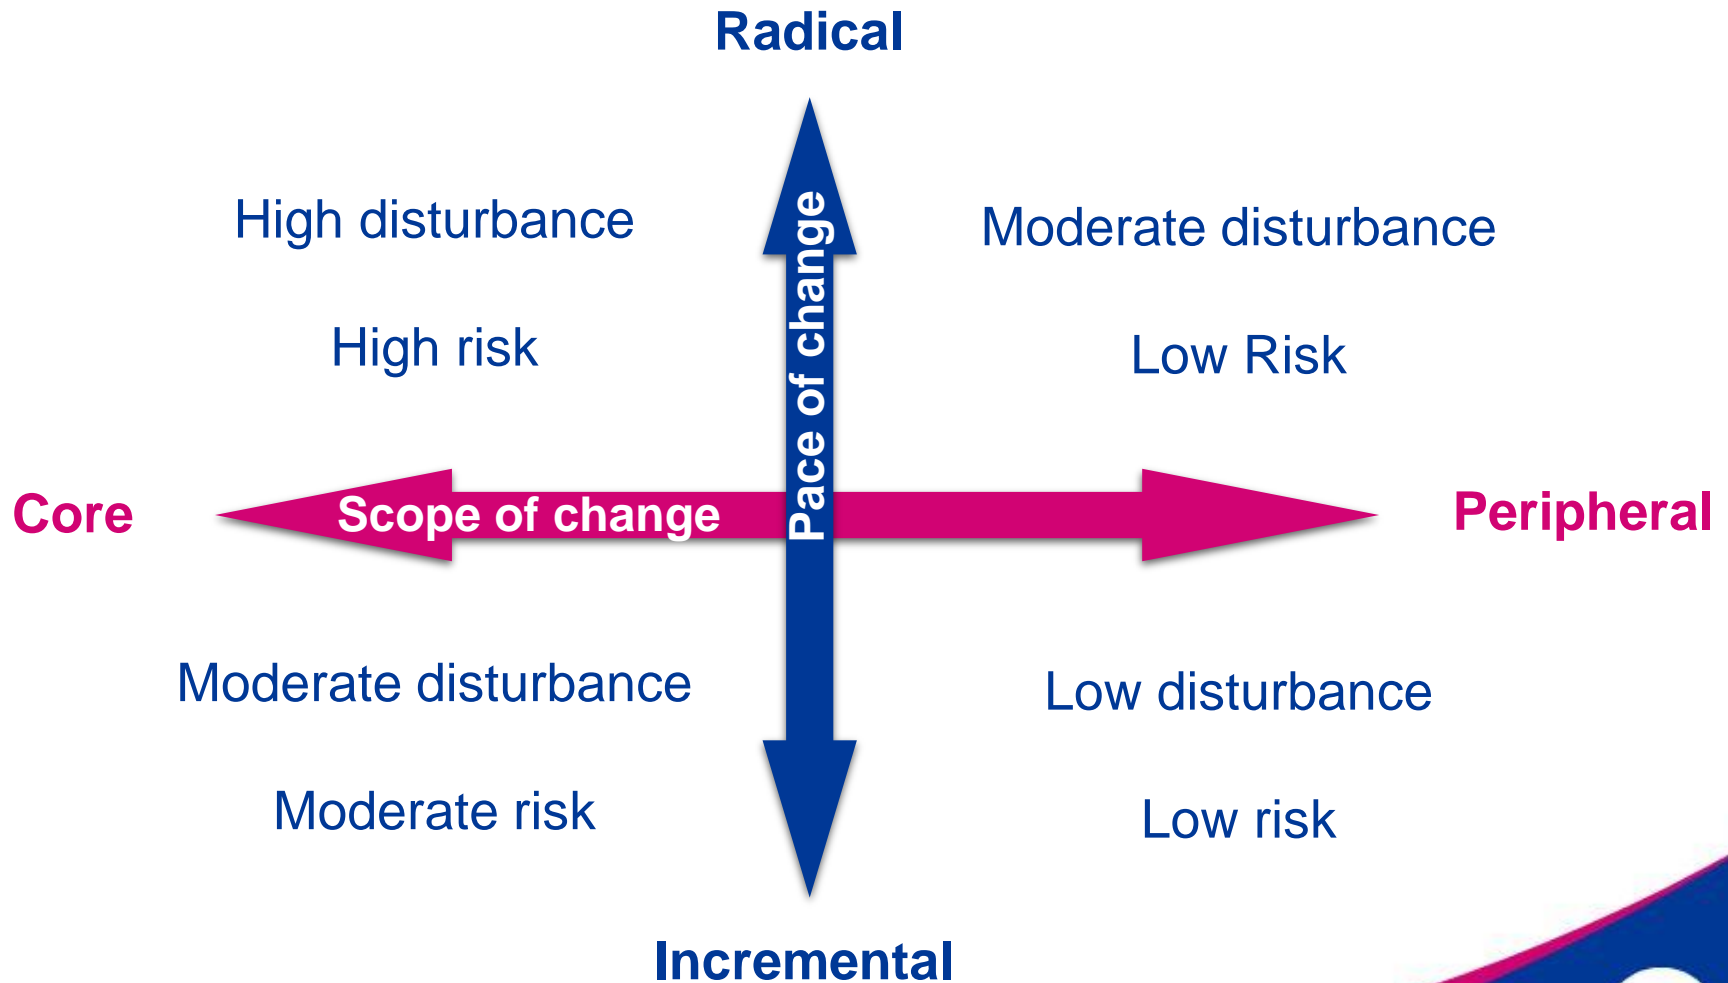 Radical
High disturbance
Moderate disturbance
High risk
Low Risk
Pace of change
Core
Scope of change
Peripheral
Moderate disturbance
Low disturbance
Moderate risk
Low risk
Incremental